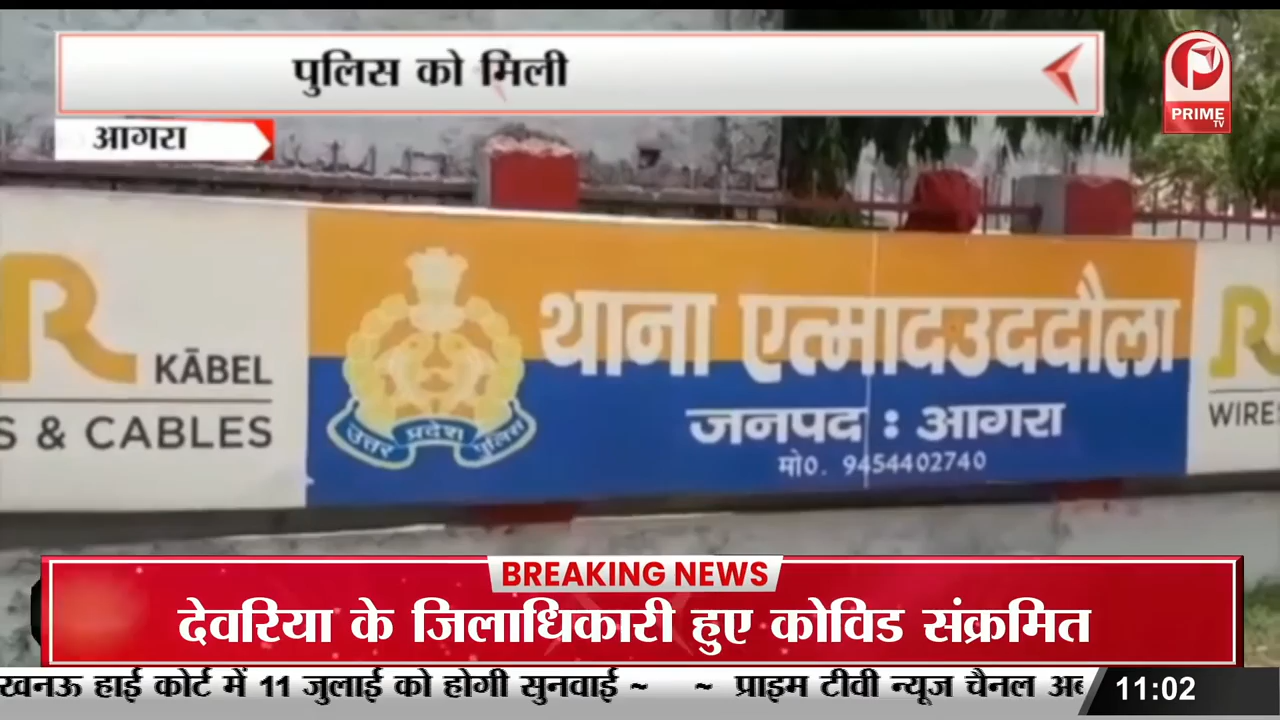 पुलिस को मिली
PRIME
TV
आगरा
R
KĀBEL
S & CABLES
थाना एत्मादउददौला
जनपद : आगरा
मो0. 9454402740
उत्तर प्रदेश पुलिस
R
WIRE
BREAKING NEWS
देवरिया के जिलाधिकारी हुए कोविड संक्रमित
खनऊ हाई कोर्ट में 11 जुलाई को होगी सुनवाई ~ ~ प्राइम टीवी न्यूज चैनल अब
11:02